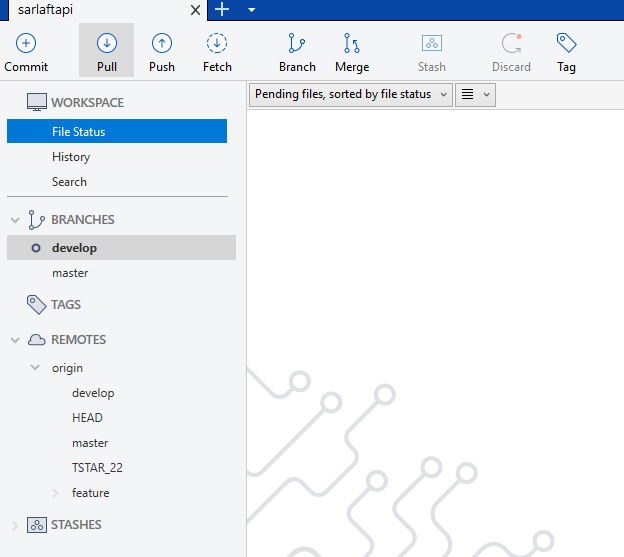 sarlaftapi
Commit Pull Push Fetch Branch Merge Stash Discard Tag
WORKSPACE
File Status
History
Search
BRANCHES
develop
master
TAGS
REMOTES
origin
develop
HEAD
master
TSTAR_22
feature
STASHES
Pending files, sorted by file status